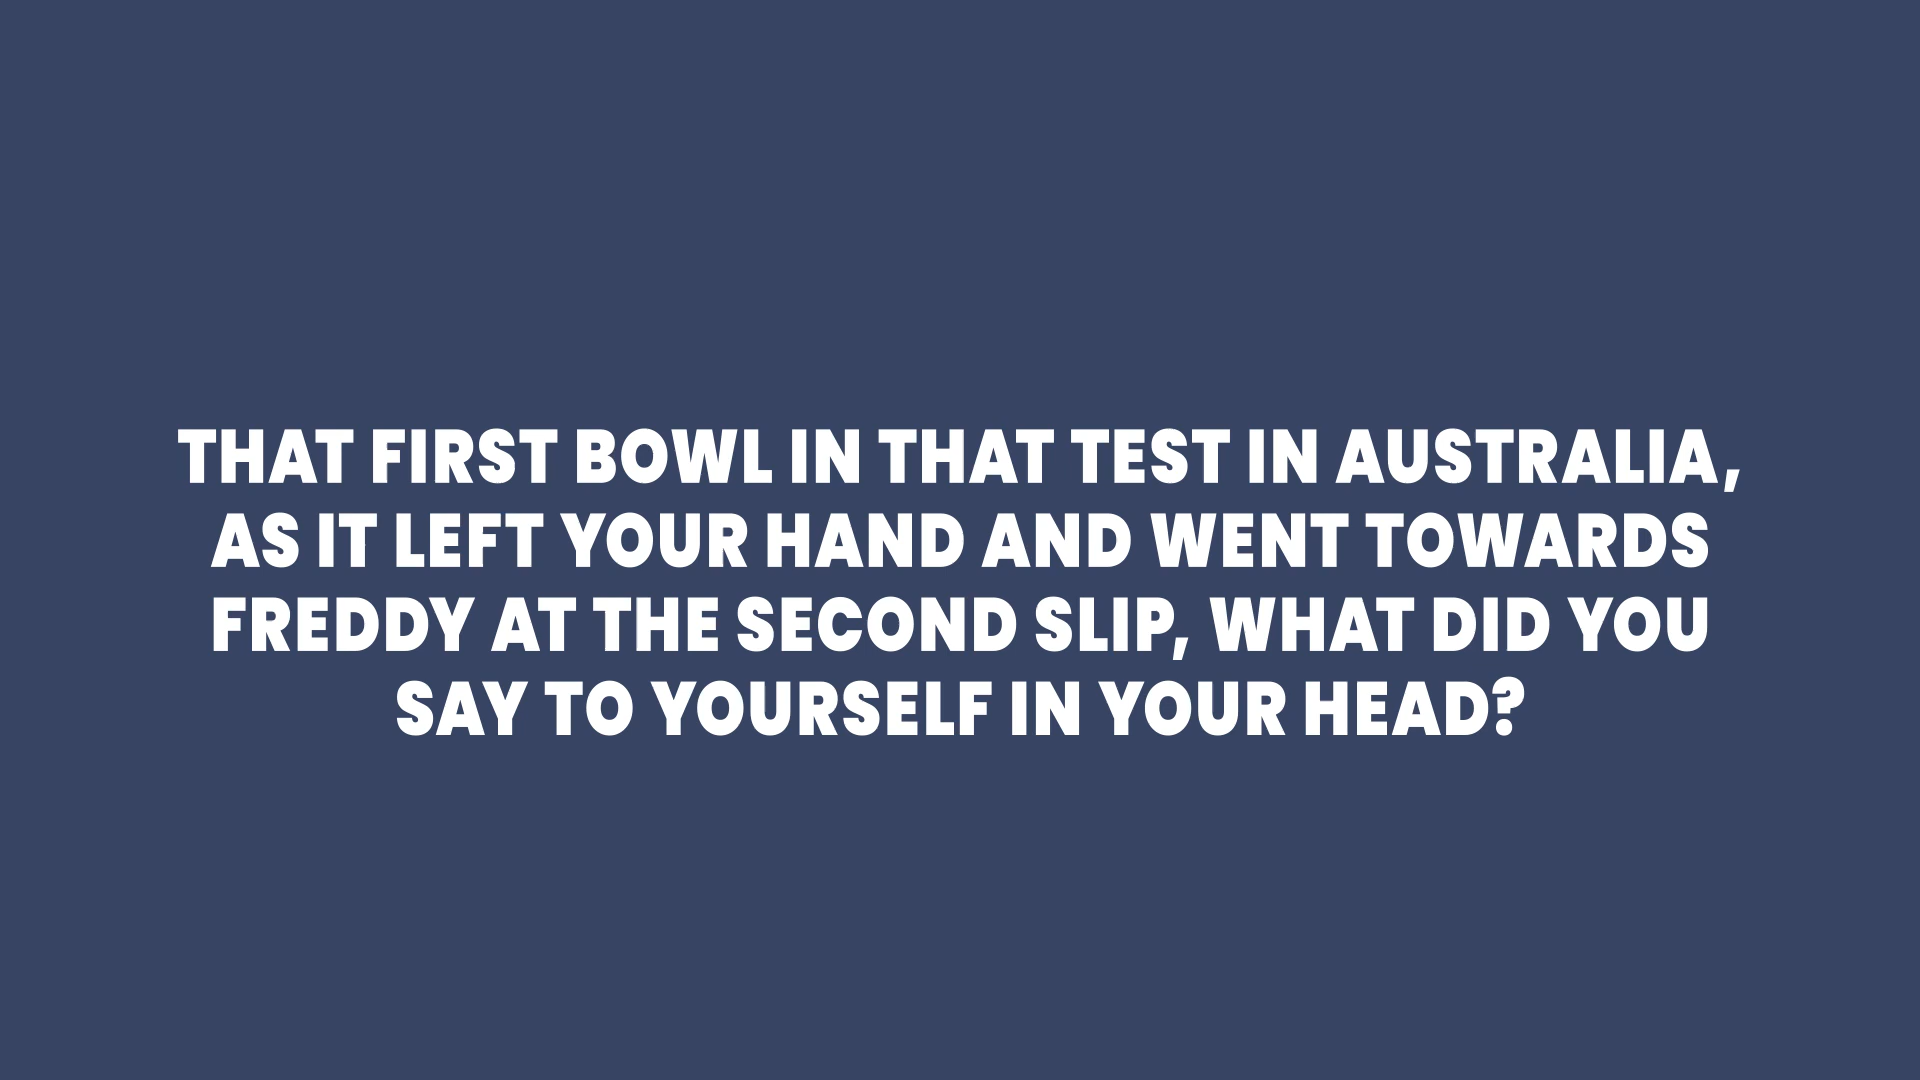 THAT FIRST BOWL IN THAT TEST IN AUSTRALIA,
AS IT LEFT YOUR HAND AND WENT TOWARDS
FREDDY AT THE SECOND SLIP, WHAT DID YOU
SAY TO YOURSELF IN YOUR HEAD?